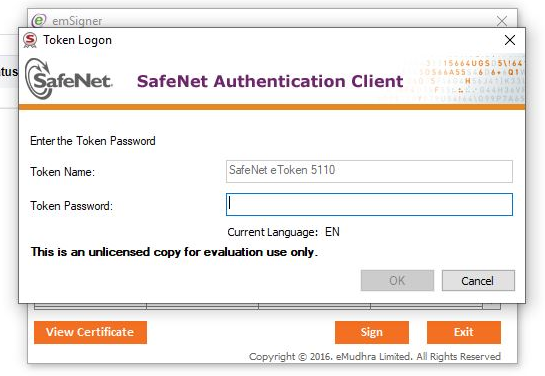 emSigner
Token Logon
atus
SafeNet.
SafeNet Authentication Client
Enter the Token Password
Token Name:
SafeNet eToken 5110
Token Password:
Current Language: EN
This is an unlicensed copy for evaluation use only.
OK
Cancel
View Certificate
Sign
Exit
Copyright © 2016. eMudhra Limited. All Rights Reserved